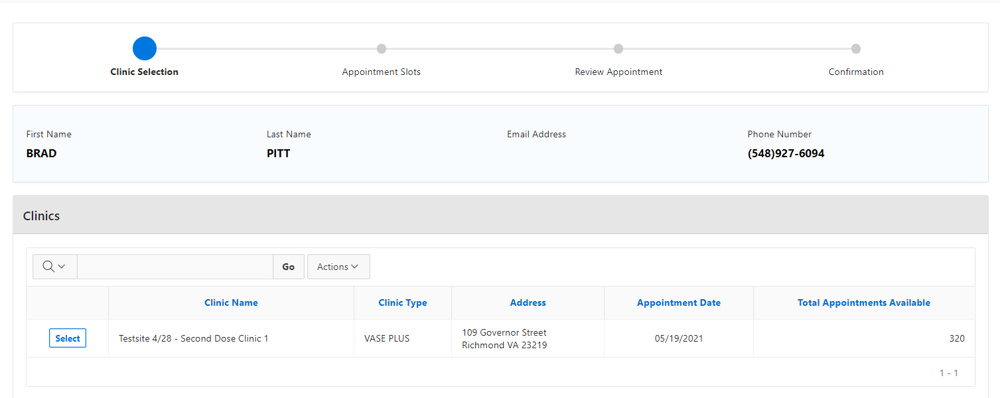 Clinic Selection Appointment Slots Review Appointment Confirmation
First Name Last Name Email Address Phone Number
BRAD PITT (548)927-6094
Clinics
Go Actions
Clinic Name Clinic Type Address Appointment Date Total Appointments Available
Select Testsite 4/28 - Second Dose Clinic 1 VASE PLUS 109 Governor Street 05/19/2021 320
Richmond VA 23219
1 - 1